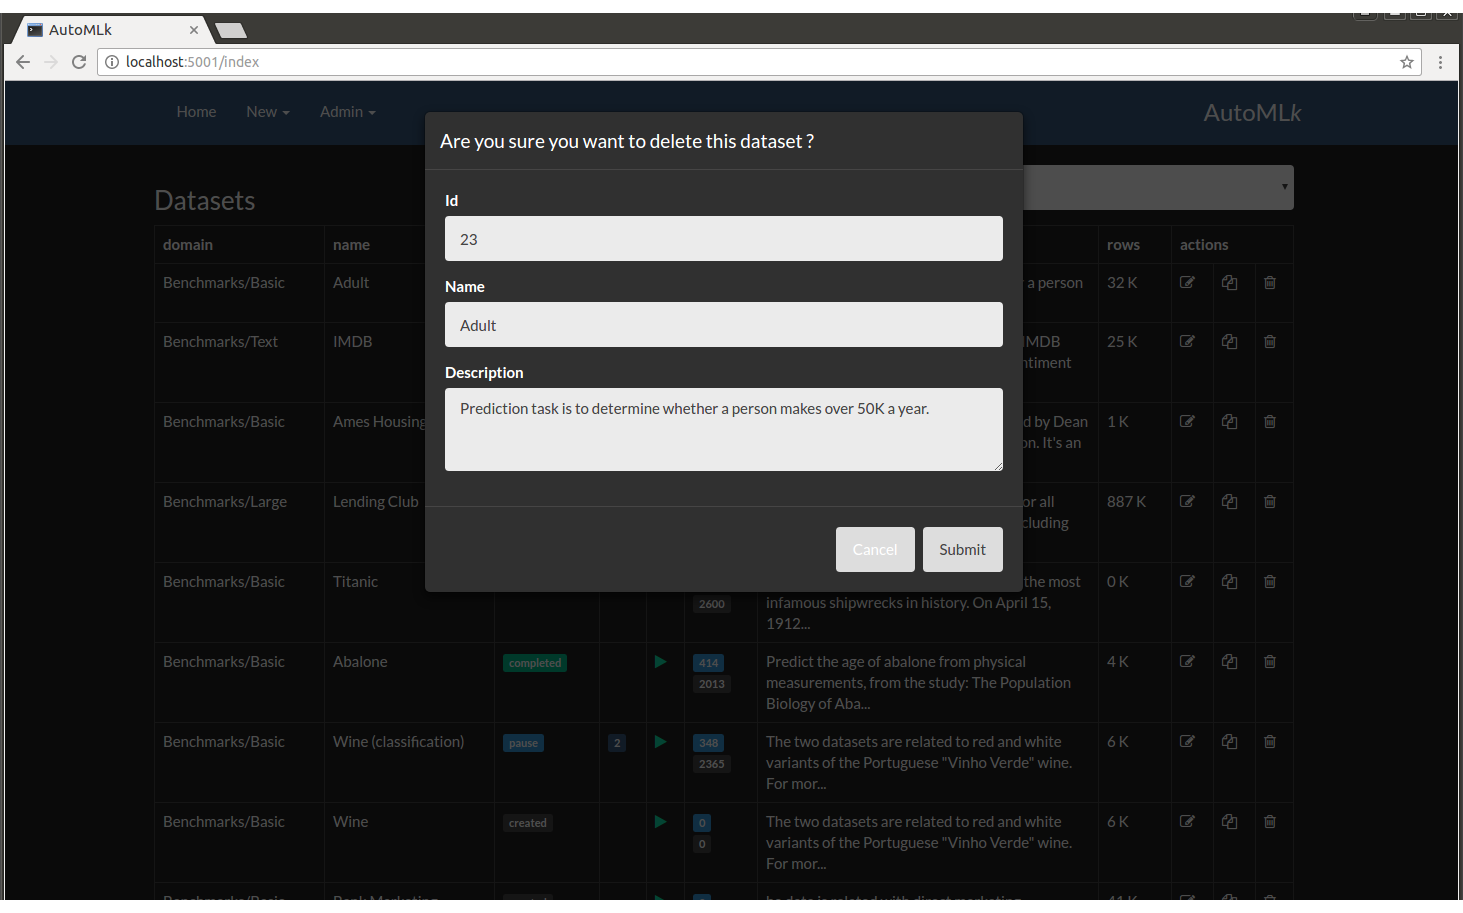 AutoMLk
localhost:5001/index
Home New Admin AutoMLk
Are you sure you want to delete this dataset ?
Id
23
Name
Adult
Description
Prediction task is to determine whether a person makes over 50K a year.
Cancel Submit
Datasets
domain name rows actions
Benchmarks/Basic Adult a person 32 K
Benchmarks/Text IMDB IMDB 25 K
Benchmarks/Basic Ames Housing d by Dean 1 K
on. It's an
Benchmarks/Large Lending Club or all 887 K
cluding
Benchmarks/Basic Titanic the most 0 K
2600 infamous shipwrecks in history. On April 15,
1912...
Benchmarks/Basic Abalone completed 414 Predict the age of abalone from physical 4 K
2013 measurements, from the study: The Population
Biology of Aba...
Benchmarks/Basic Wine (classification) pause 2 348 The two datasets are related to red and white 6 K
2365 variants of the Portuguese "Vinho Verde" wine.
For mor...
Benchmarks/Basic Wine created 0 The two datasets are related to red and white 6 K
0 variants of the Portuguese "Vinho Verde" wine.
For mor...